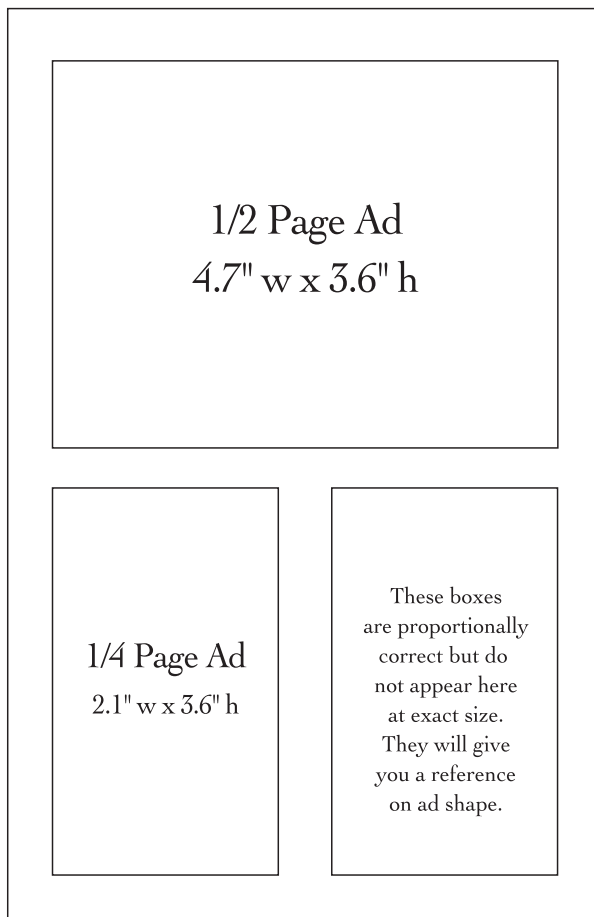 1/2 Page Ad
4.7" w x 3.6" h
1/4 Page Ad
2.1" w x 3.6" h
These boxes
are proportionally
correct but do
not appear here
at exact size.
They will give
you a reference
on ad shape.